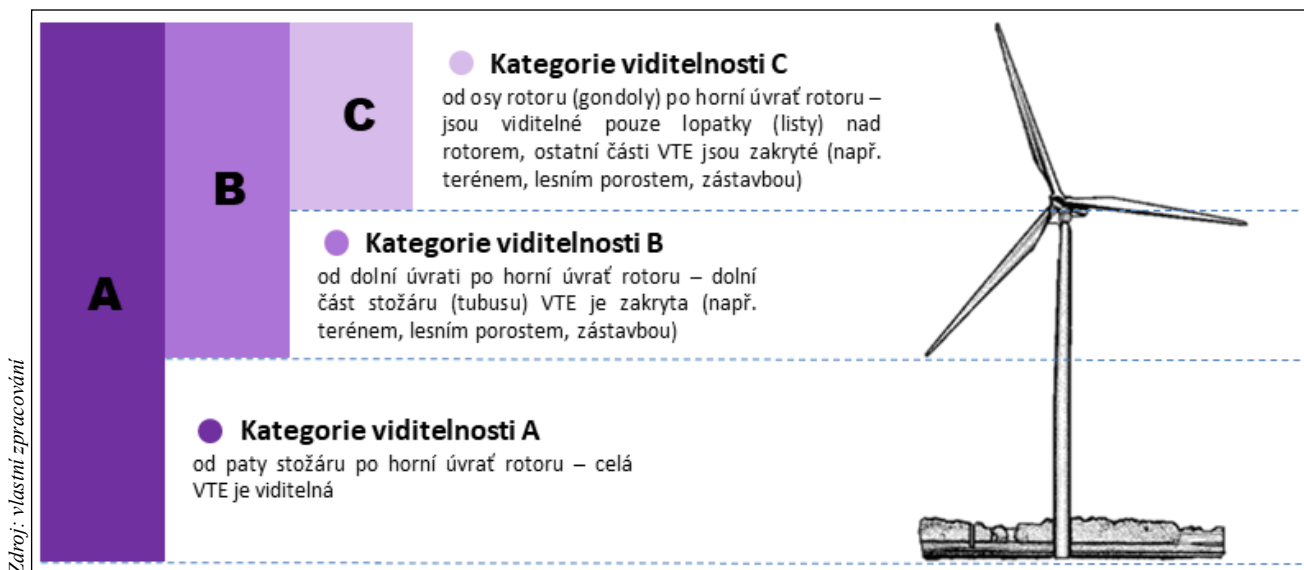 C
Kategorie viditelnosti C
od osy rotoru (gondoly) po horní úvrať rotoru –
jsou viditelné pouze lopatky (listy) nad
rotorem, ostatní části VTE jsou zakryté (např.
terénem, lesním porostem, zástavbou)
B
Kategorie viditelnosti B
od dolní úvrati po horní úvrať rotoru – dolní
část stožáru (tubusu) VTE je zakryta (např.
terénem, lesním porostem, zástavbou)
A
Kategorie viditelnosti A
od paty stožáru po horní úvrať rotoru – celá
VTE je viditelná
Zdroj: vlastní zpracování